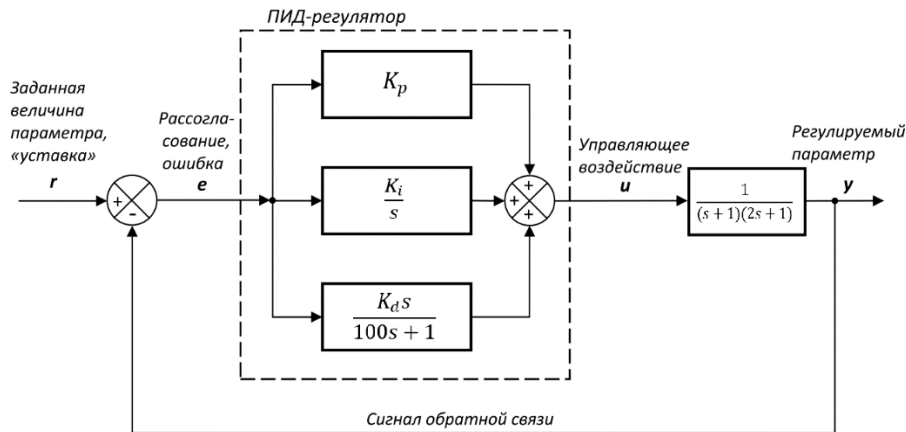 ПИД-регулятор
Заданная
величина
параметра,
«уставка»
r
Рассогла-
сование,
ошибка
e
+
-
K_p
K_i
s
K_d s
100s + 1
+
+
+
Управляющее
воздействие
u
1
(s + 1)(2s + 1)
Регулируемый
параметр
y
Сигнал обратной связи